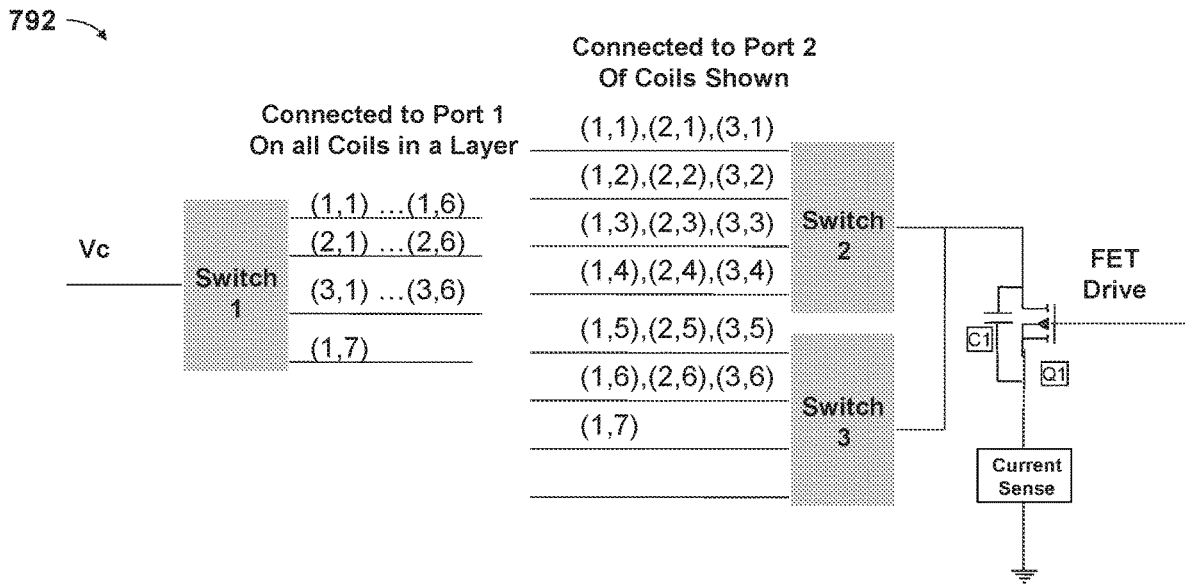 792
Connected to Port 2
Of Coils Shown
Connected to Port 1
On all Coils in a Layer
(1,1) ...(1,6)
(2,1) ...(2,6)
(3,1) ...(3,6)
(1,7)
Vc
Switch
1
(1,1),(2,1),(3,1)
(1,2),(2,2),(3,2)
(1,3),(2,3),(3,3)
(1,4),(2,4),(3,4)
(1,5),(2,5),(3,5)
(1,6),(2,6),(3,6)
(1,7)
Switch
2
Switch
3
FET
Drive
C1
Q1
Current
Sense